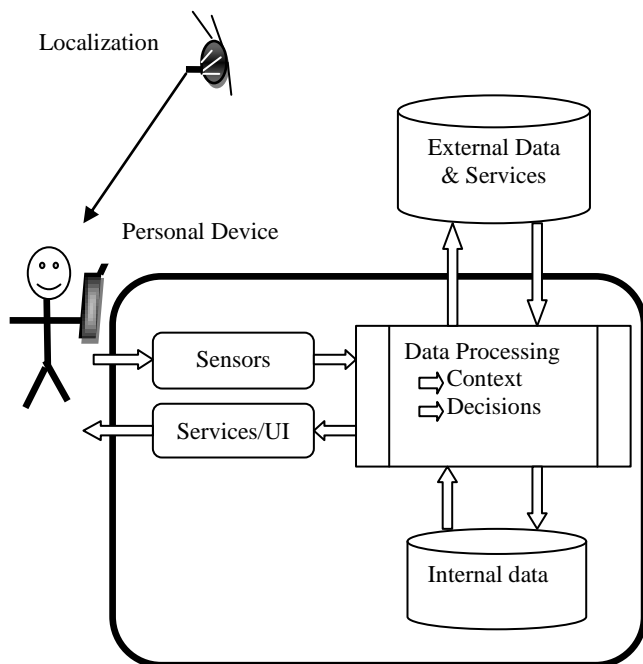 Localization
External Data
& Services
Personal Device
Sensors
Data Processing
Context
Decisions
Services/UI
Internal data